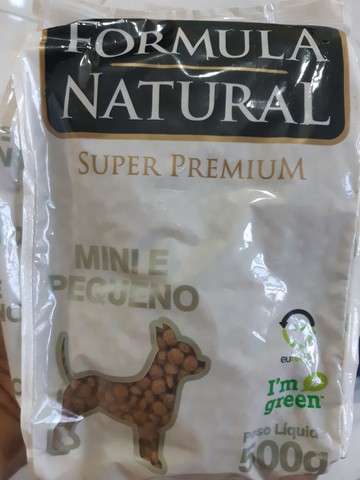 FORMULA
NATURAL
SUPER PREMIUM
MINI E
PEQUENO
I'm
green
Peso Líquido
500g